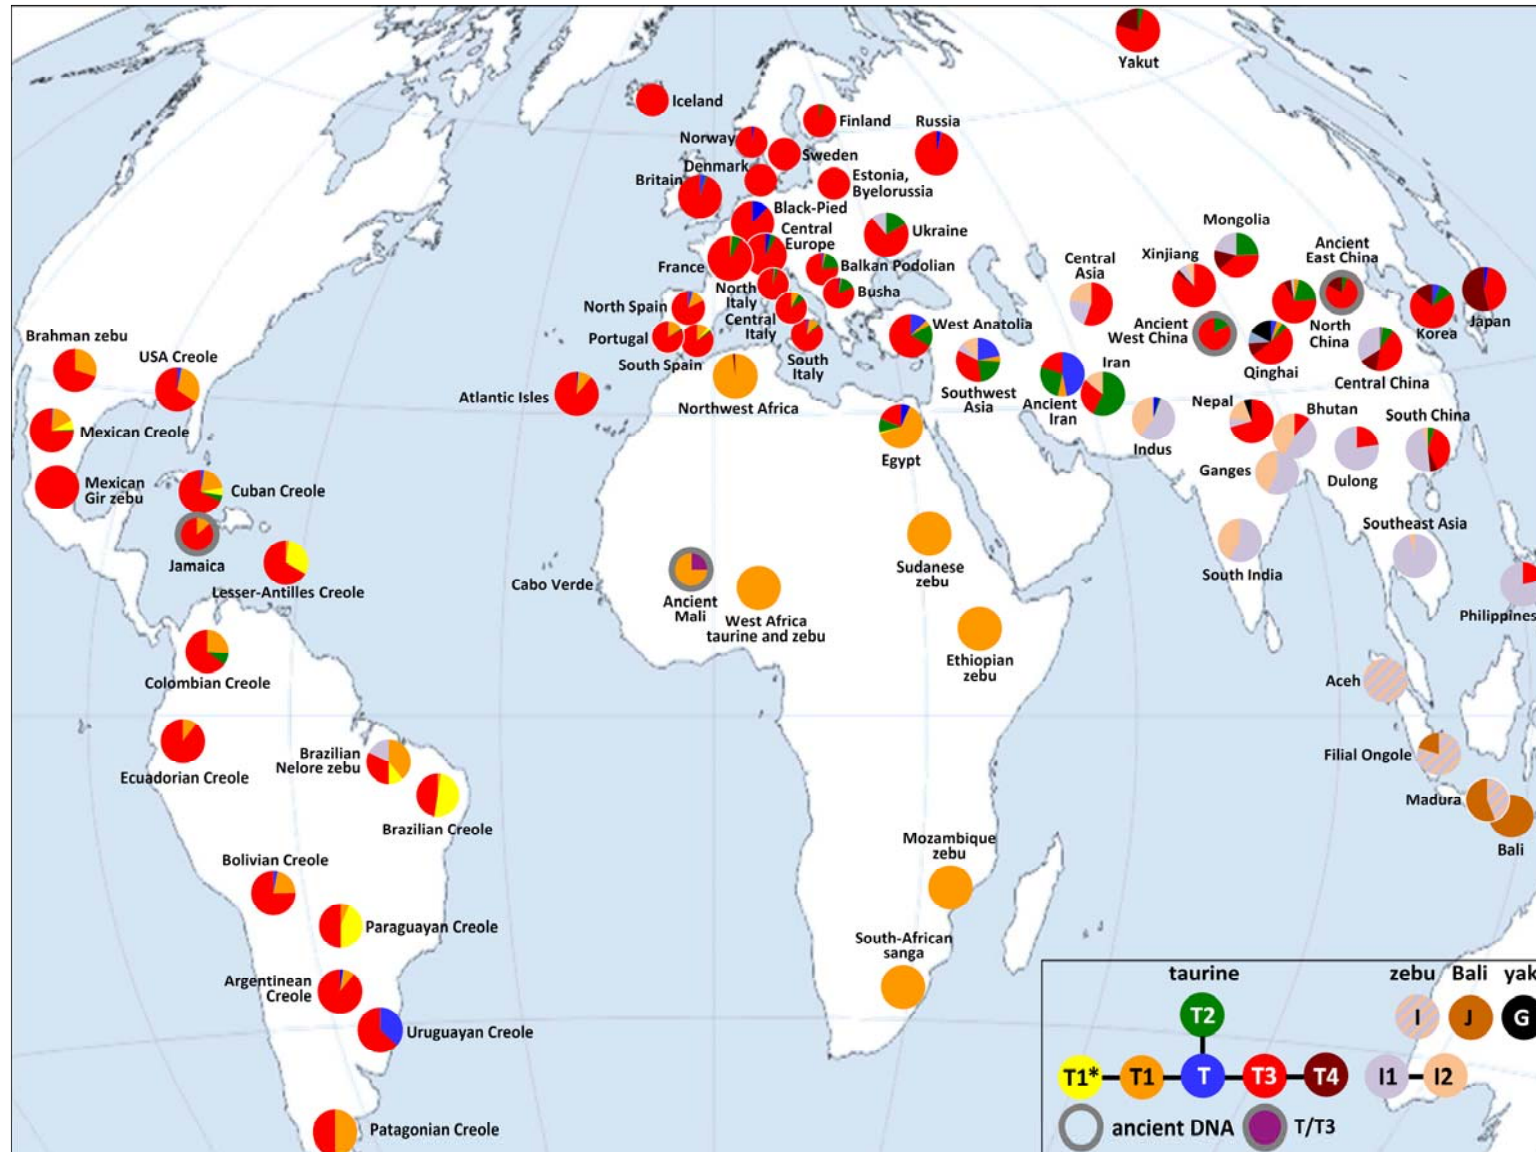 Yakut
Iceland
Finland
Russia
Norway
Sweden
Denmark
Britain
Estonia,
Byelorussia
Black-Pied
Central
Europe
Ukraine
France
Balkan Podolian
North
Italy
Busha
North Spain
Central
Italy
Portugal
South Spain
South
Italy
Atlantic Isles
Northwest Africa
West Anatolia
Southwest
Asia
Ancient
Iran
Iran
Egypt
Central
Asia
Xinjiang
Mongolia
Ancient
East China
Ancient
West China
North
China
Qinghai
Korea
Japan
Central China
Nepal
Bhutan
South China
Indus
Ganges
Dulong
South India
Southeast Asia
Philippines
Aceh
Filial Ongole
Madura
Bali
Brahman zebu
USA Creole
Mexican Creole
Mexican
Gir zebu
Cuban Creole
Jamaica
Lesser-Antilles Creole
Colombian Creole
Ecuadorian Creole
Brazilian
Nelore zebu
Brazilian Creole
Bolivian Creole
Paraguayan Creole
Argentinean
Creole
Uruguayan Creole
Patagonian Creole
Cabo Verde
Ancient
Mali
West Africa
taurine and zebu
Sudanese
zebu
Ethiopian
zebu
Mozambique
zebu
South-African
sanga
taurine
zebu Bali yak
T2
I J G
T1* T1 T T3 T4
I1 I2
ancient DNA
T/T3